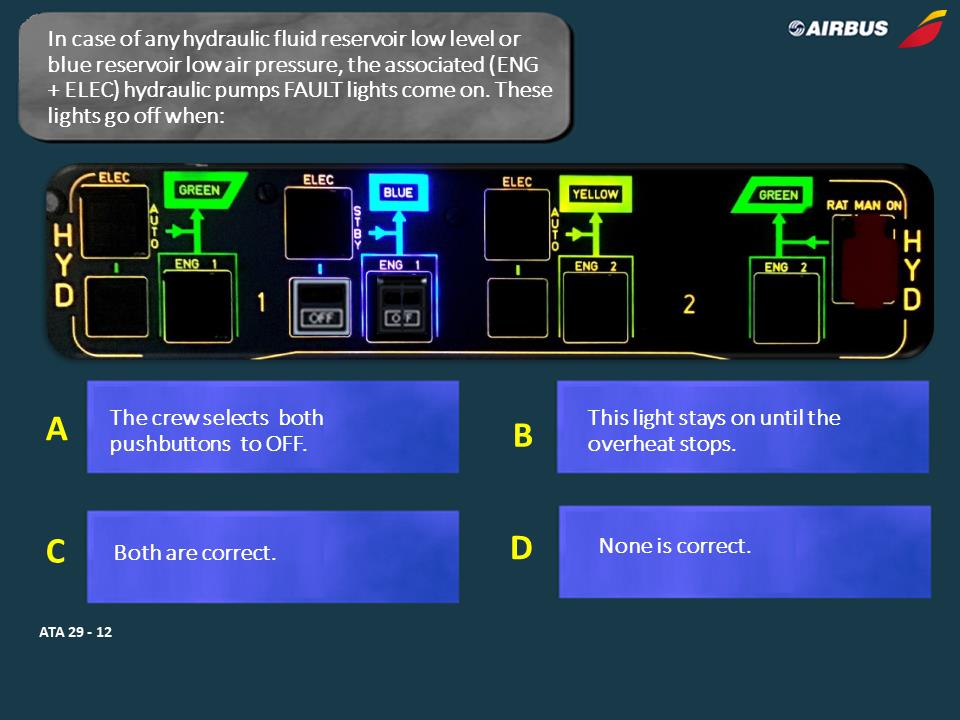 In case of any hydraulic fluid reservoir low level or
blue reservoir low air pressure, the associated (ENG
+ ELEC) hydraulic pumps FAULT lights come on. These
lights go off when:
AIRBUS
ELEC
GREEN
ELEC
BLUE
ELEC
YELLOW
GREEN
RAT MAN ON
AUTO
STBY
AUTO
HYD
HYD
ENG 1
ENG 1
ENG 2
ENG 2
1
OFF
OFF
2
A
The crew selects both
pushbuttons to OFF.
B
This light stays on until the
overheat stops.
C
Both are correct.
D
None is correct.
ATA 29 - 12